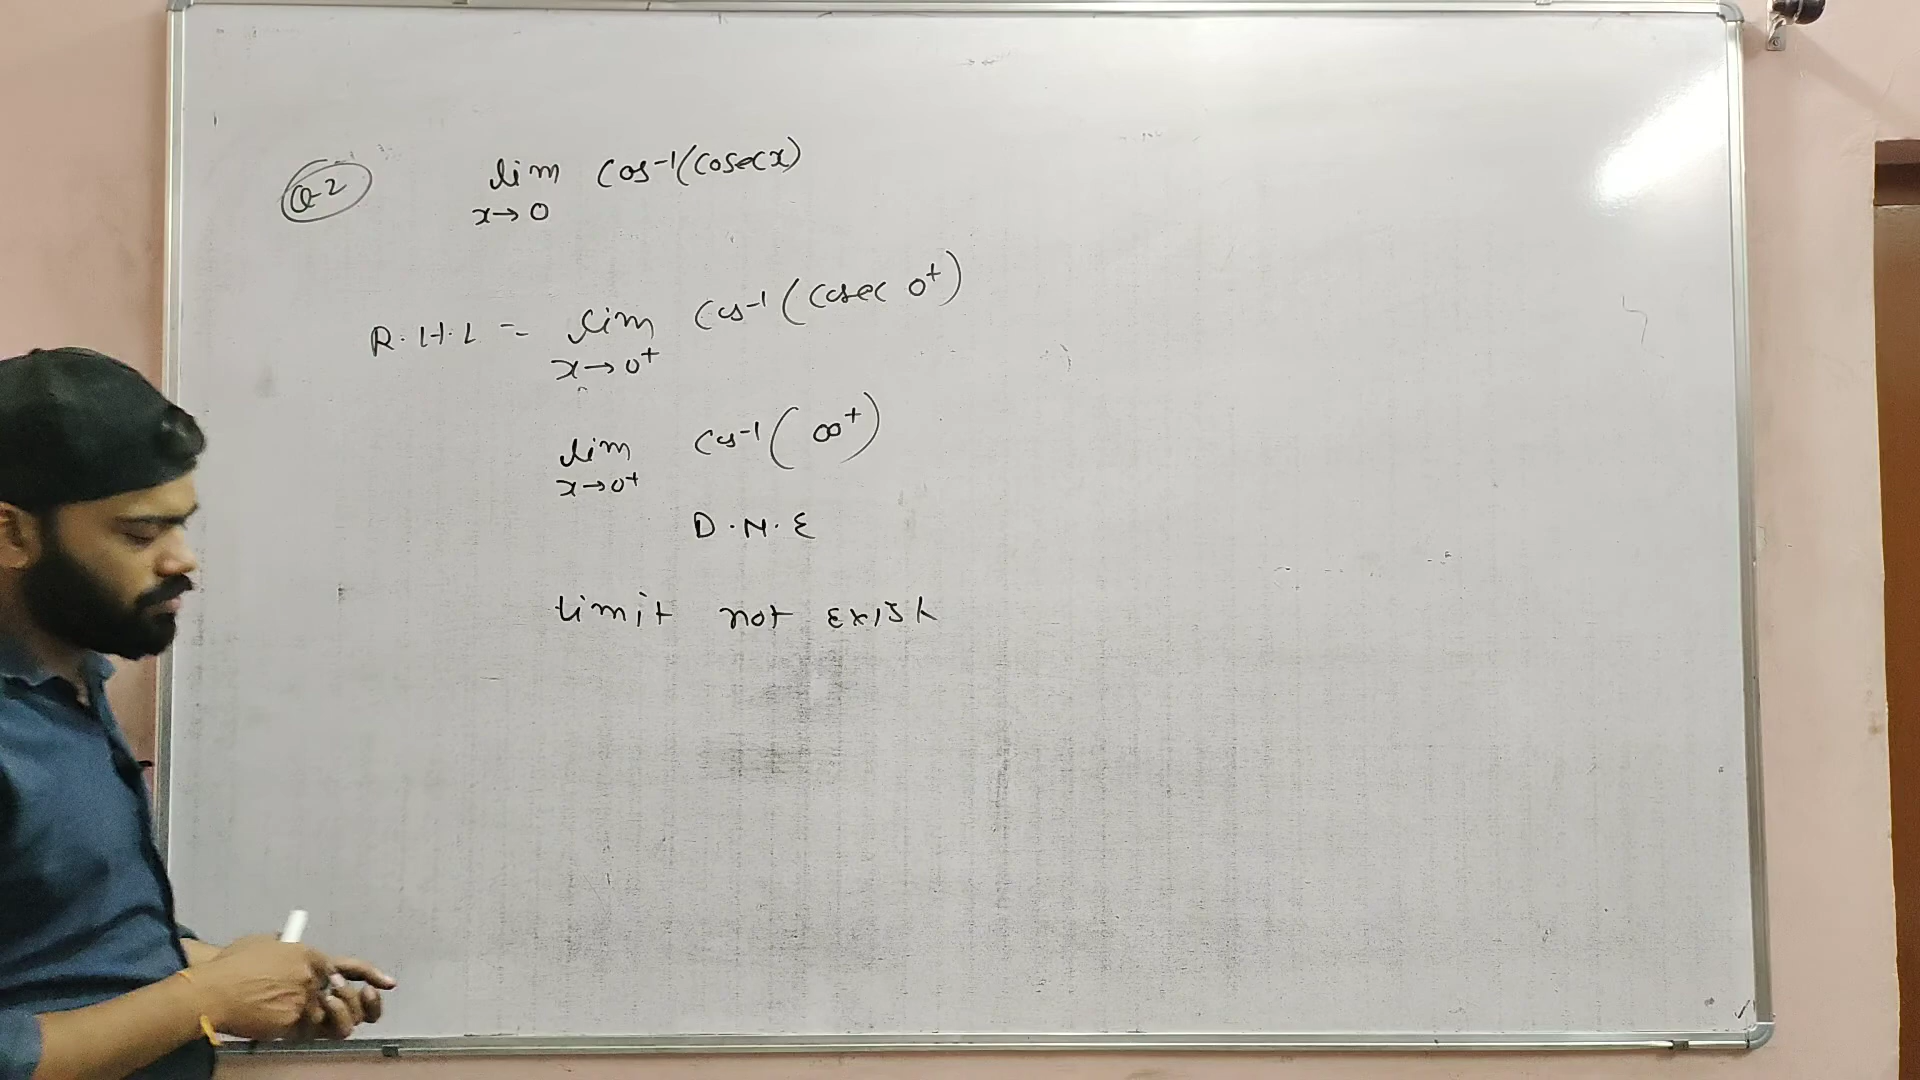 Q-2 lim cos⁻¹(cosecx)
x→0
R.H.L = lim cos⁻¹(cosec 0⁺)
x→0⁺
lim cos⁻¹(∞⁺)
x→0⁺
D.N.E
limit not exist